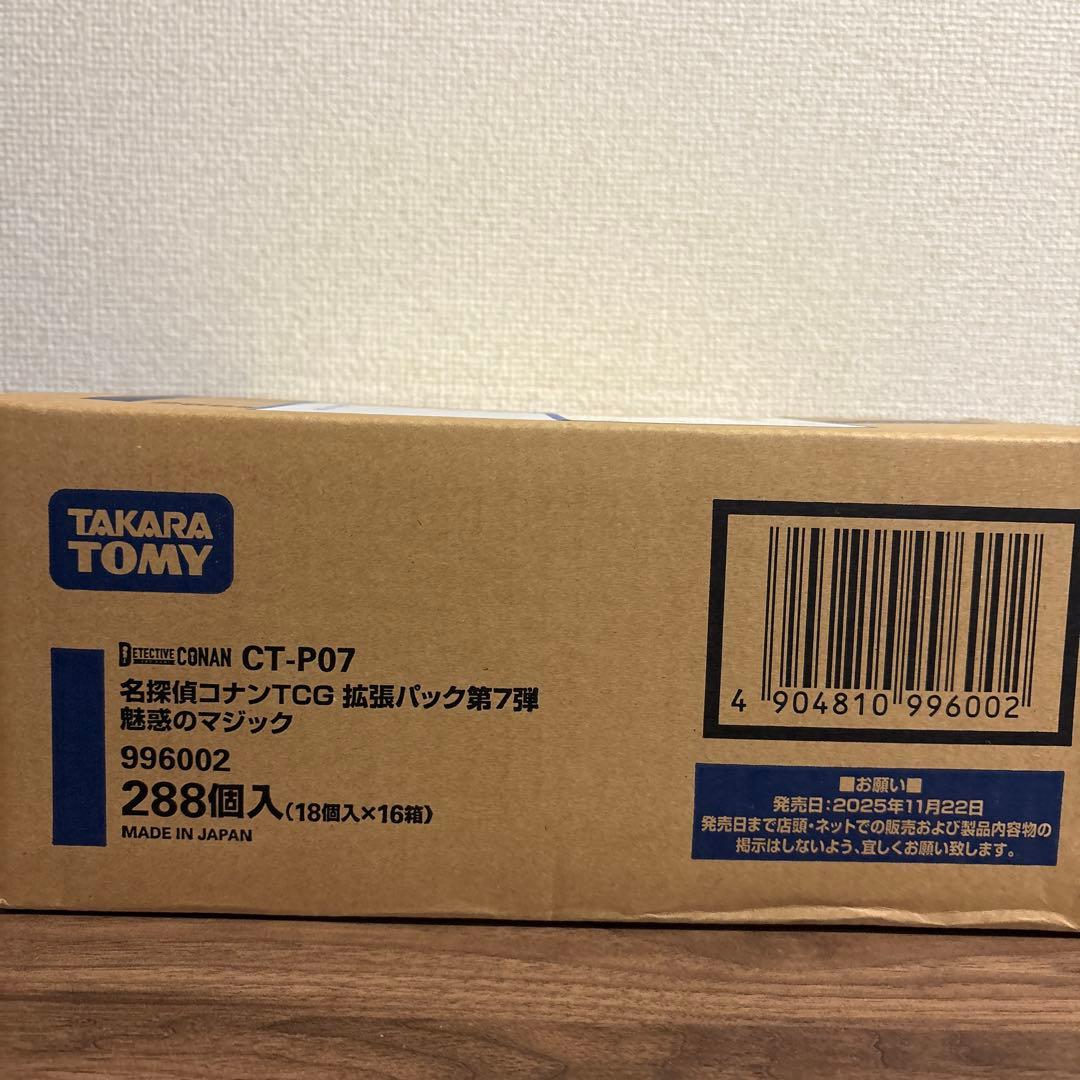 TAKARA
TOMY
DETECTIVE CONAN CT-P07
名探偵コナンTCG 拡張パック第7弾
魅惑のマジック
996002
288個入(18個入×16箱)
MADE IN JAPAN
4 904810 996002
■お願い■
発売日:2025年11月22日
発売日まで店頭・ネットでの販売および製品内容物の
掲示はしないよう、宜しくお願い致します。